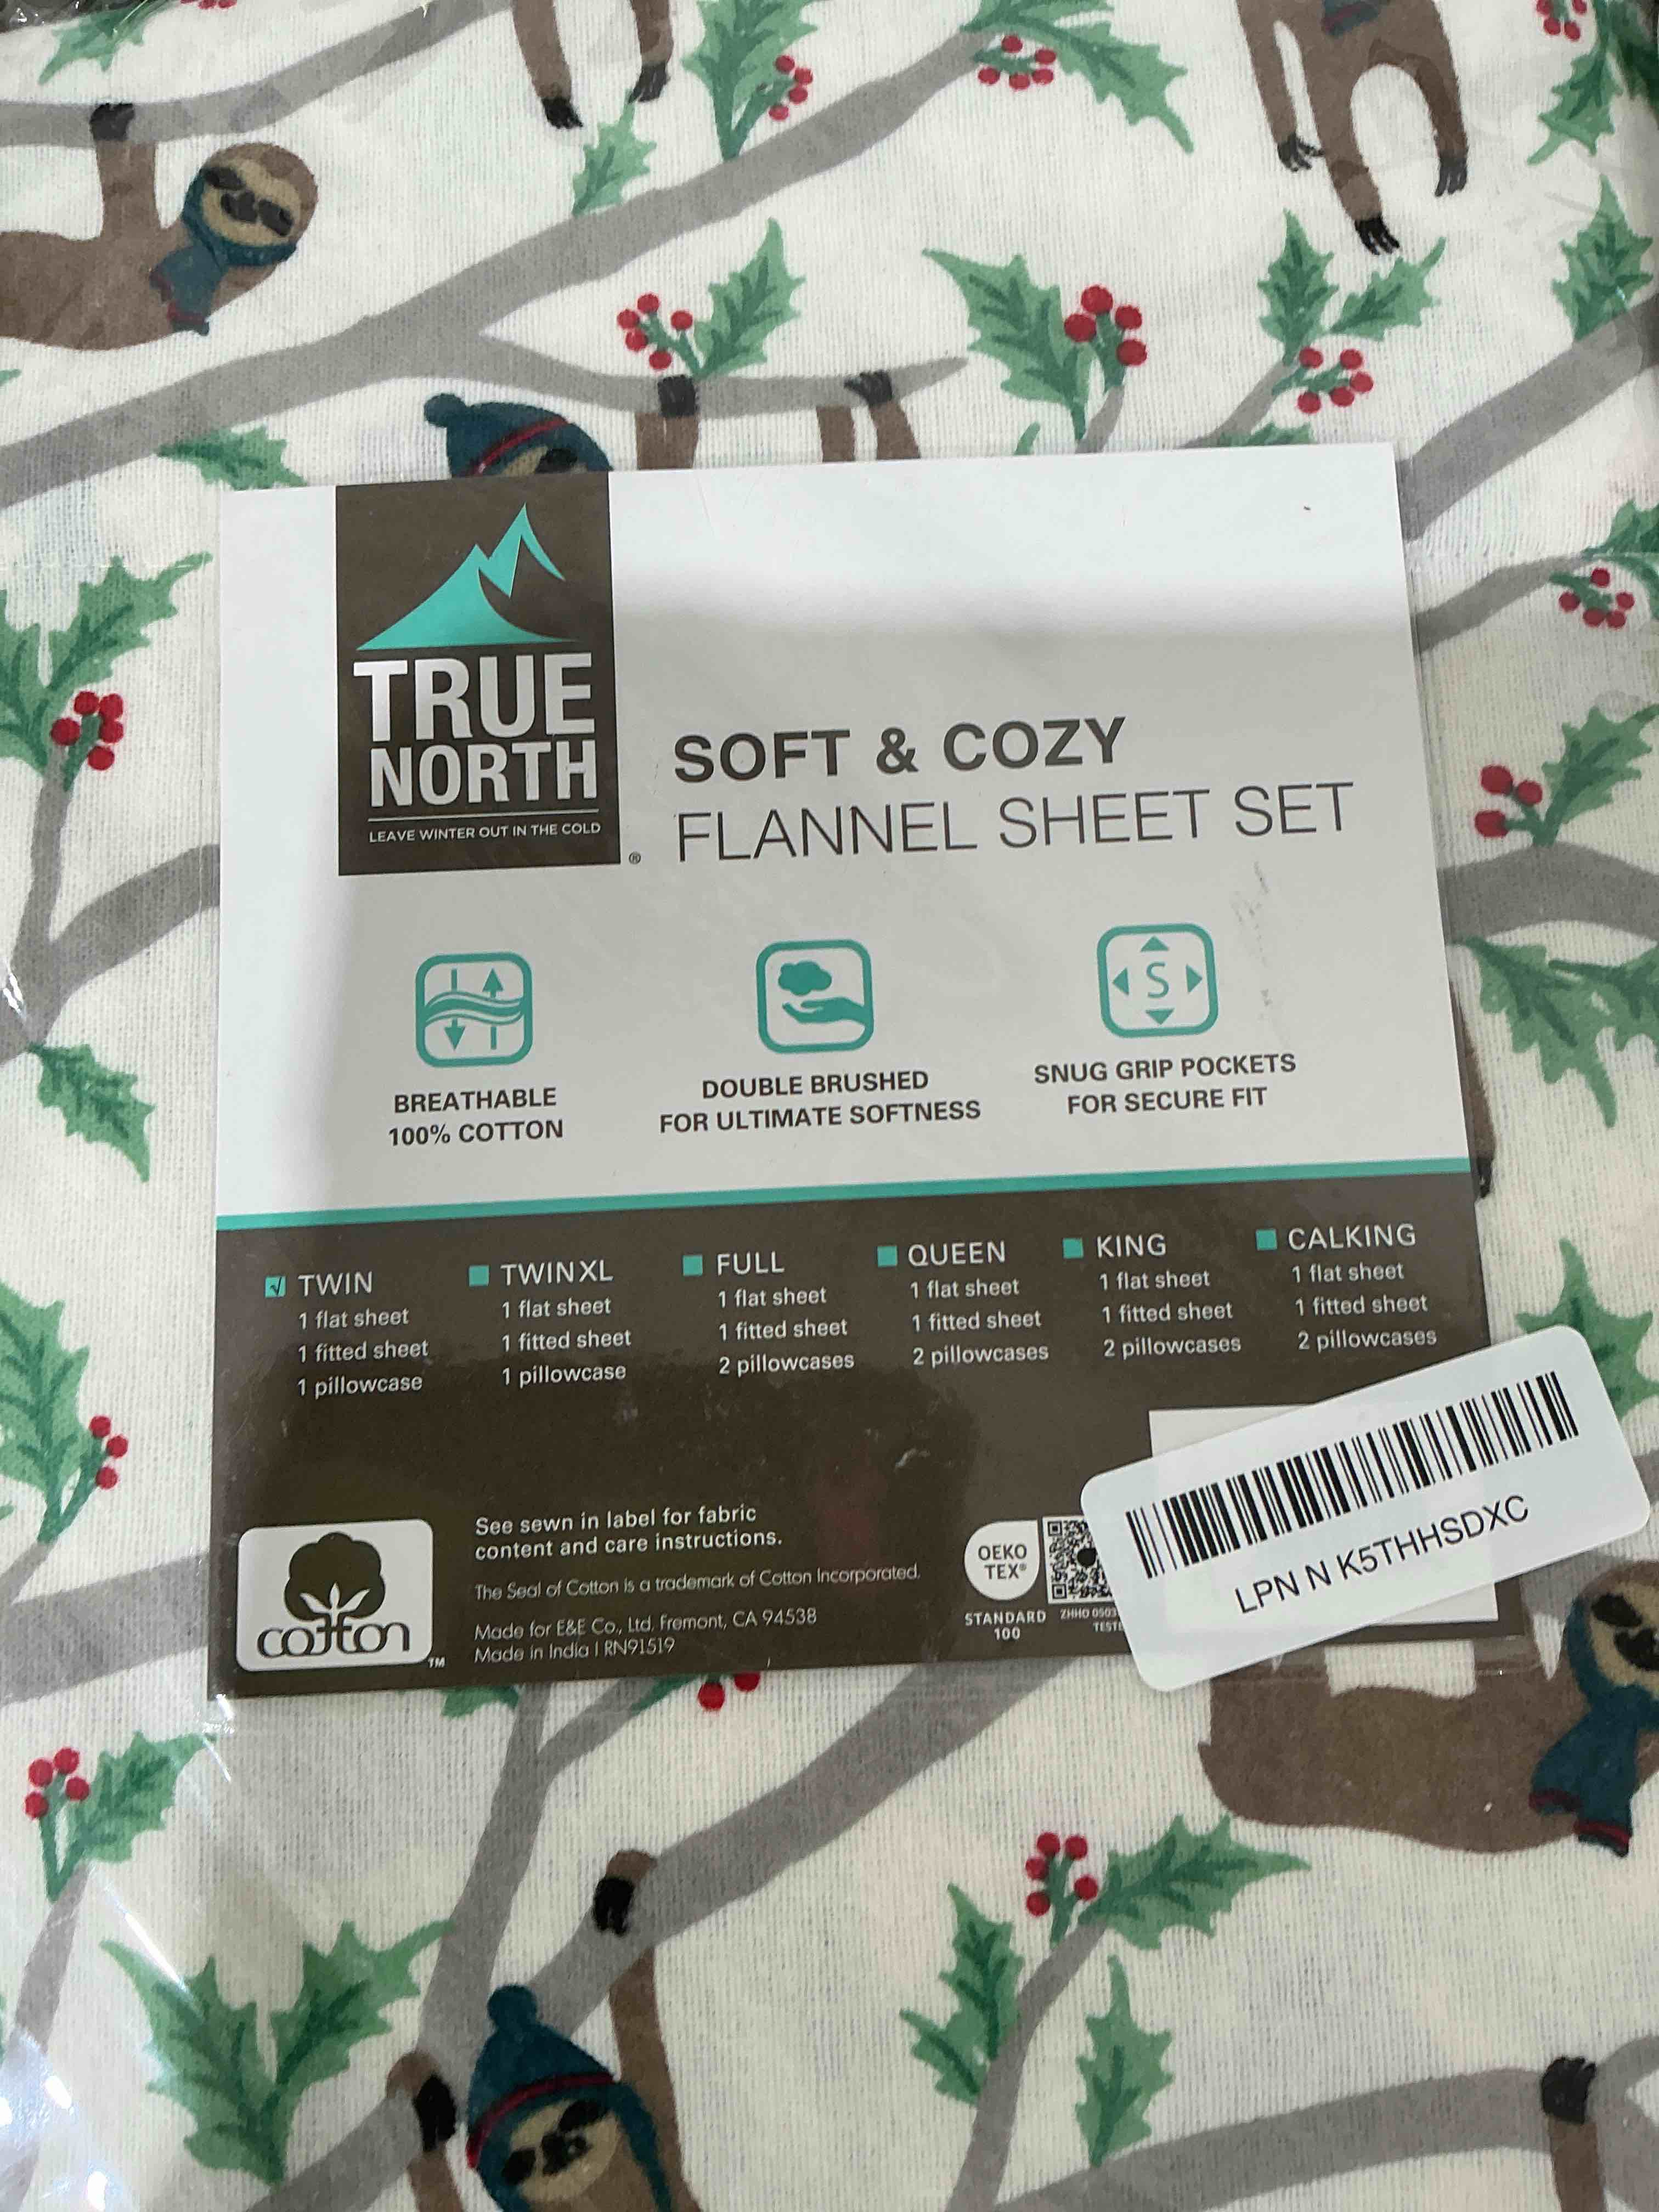 TRUE
NORTH
LEAVE WINTER OUT IN THE COLD
®
SOFT & COZY
FLANNEL SHEET SET
S
BREATHABLE
100% COTTON
DOUBLE BRUSHED
FOR ULTIMATE SOFTNESS
SNUG GRIP POCKETS
FOR SECURE FIT
TWIN
1 flat sheet
1 fitted sheet
1 pillowcase
TWIN XL
1 flat sheet
1 fitted sheet
1 pillowcase
FULL
1 flat sheet
1 fitted sheet
2 pillowcases
QUEEN
1 flat sheet
1 fitted sheet
2 pillowcases
KING
1 flat sheet
1 fitted sheet
2 pillowcases
CALKING
1 flat sheet
1 fitted sheet
2 pillowcases
cotton
TM
See sewn in label for fabric
content and care instructions.
The Seal of Cotton is a trademark of Cotton Incorporated.
Made for E&E Co., Ltd. Fremont, CA 94538
Made in India | RN91519
OEKO
TEX®
STANDARD
100
ZHHO
LPN N K5THHSDXC